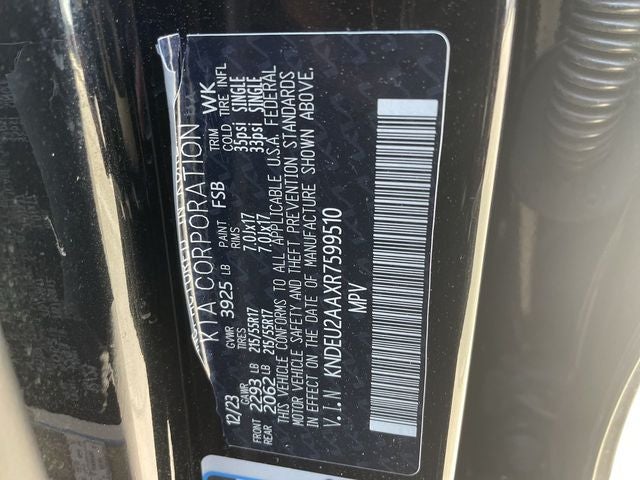 KIA CORPORATION
12/23 GVWR 3925 LB PAINT FSB TRIM WK
GAWR TIRES RIMS COLD TIRE INFL
FRONT 2293 LB 215/55R17 7.0Jx17 35psi SINGLE
REAR 2062 LB 215/55R17 7.0Jx17 33psi SINGLE
THIS VEHICLE CONFORMS TO ALL APPLICABLE U.S.A. FEDERAL
MOTOR VEHICLE SAFETY AND THEFT PREVENTION STANDARDS
IN EFFECT ON THE DATE OF MANUFACTURE SHOWN ABOVE.
V.I.N KNDEU2AAXR7599510
MPV